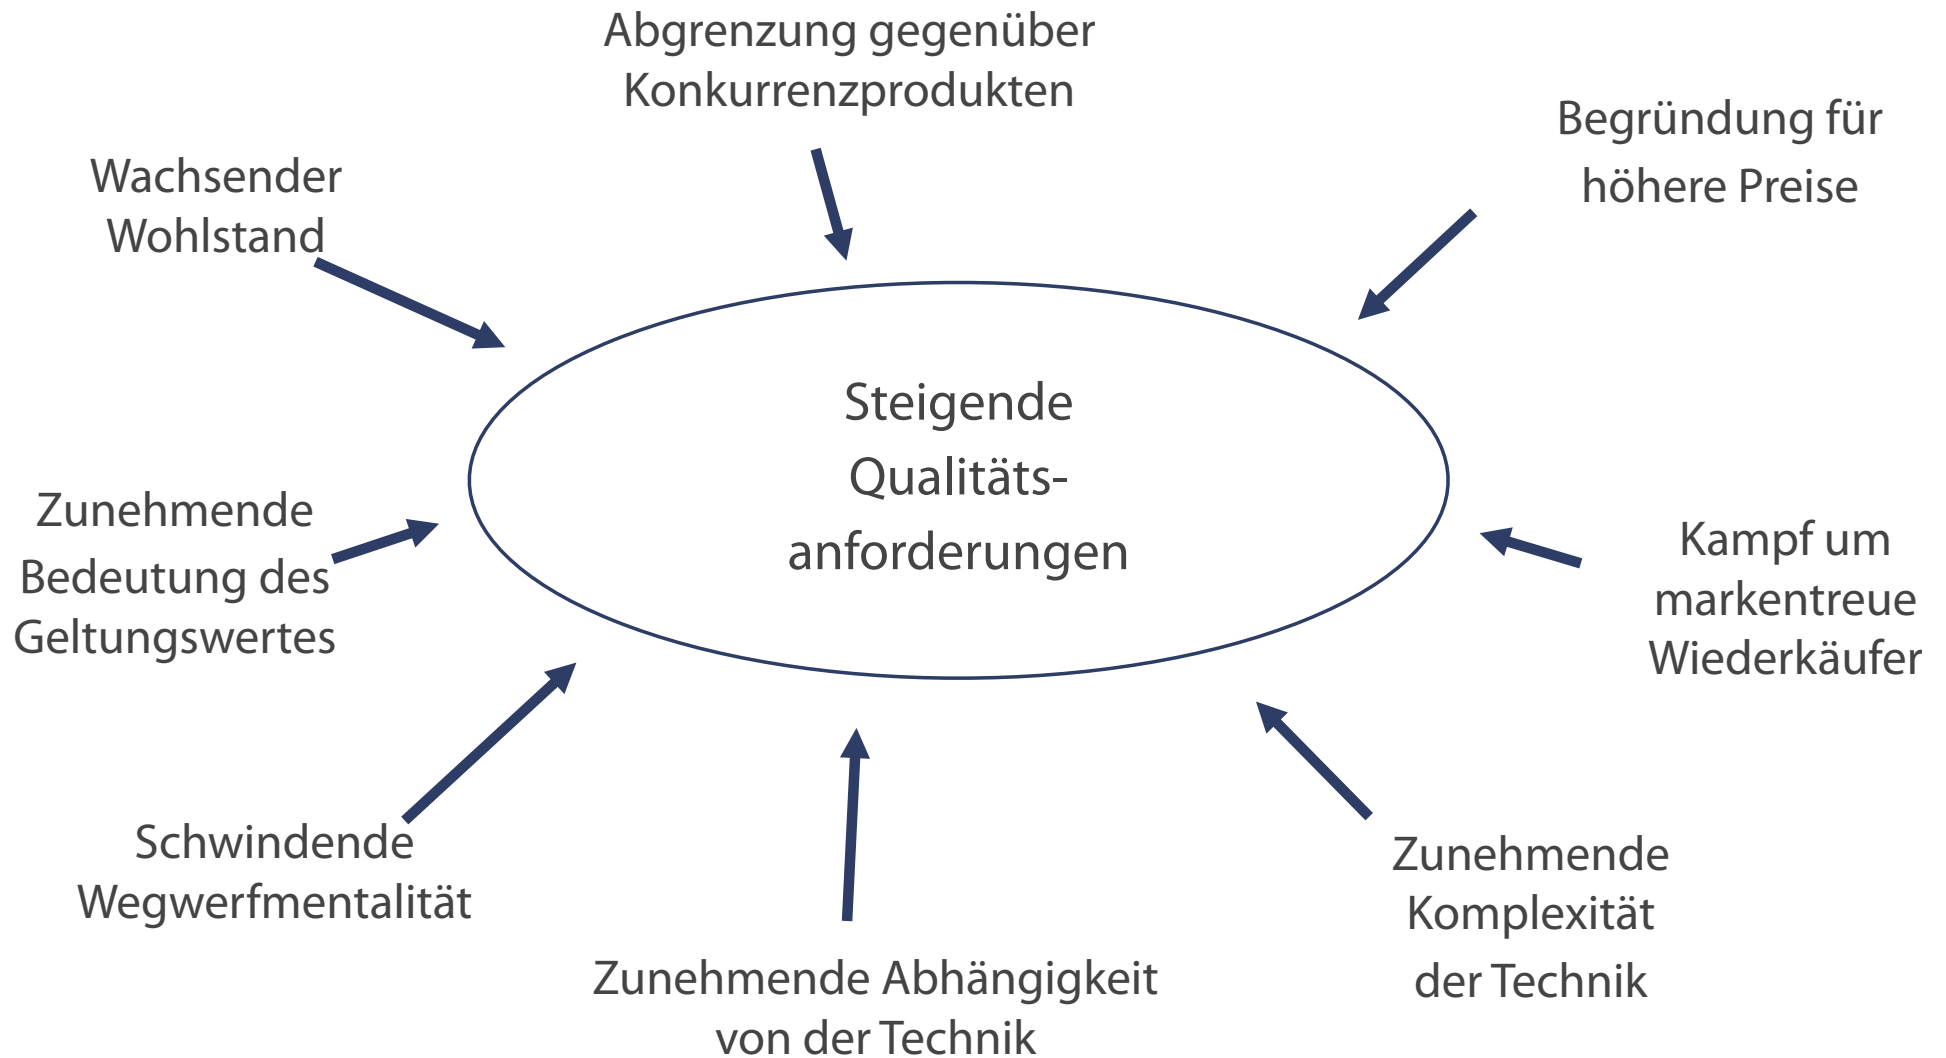 Abgrenzung gegenüber
Konkurrenzprodukten
Begründung für
höhere Preise
Wachsender
Wohlstand
Steigende
Qualitäts-
anforderungen
Zunehmende
Bedeutung des
Geltungswertes
Kampf um
markentreue
Wiederkäufer
Schwindende
Wegwerfmentalität
Zunehmende
Komplexität
der Technik
Zunehmende Abhängigkeit
von der Technik